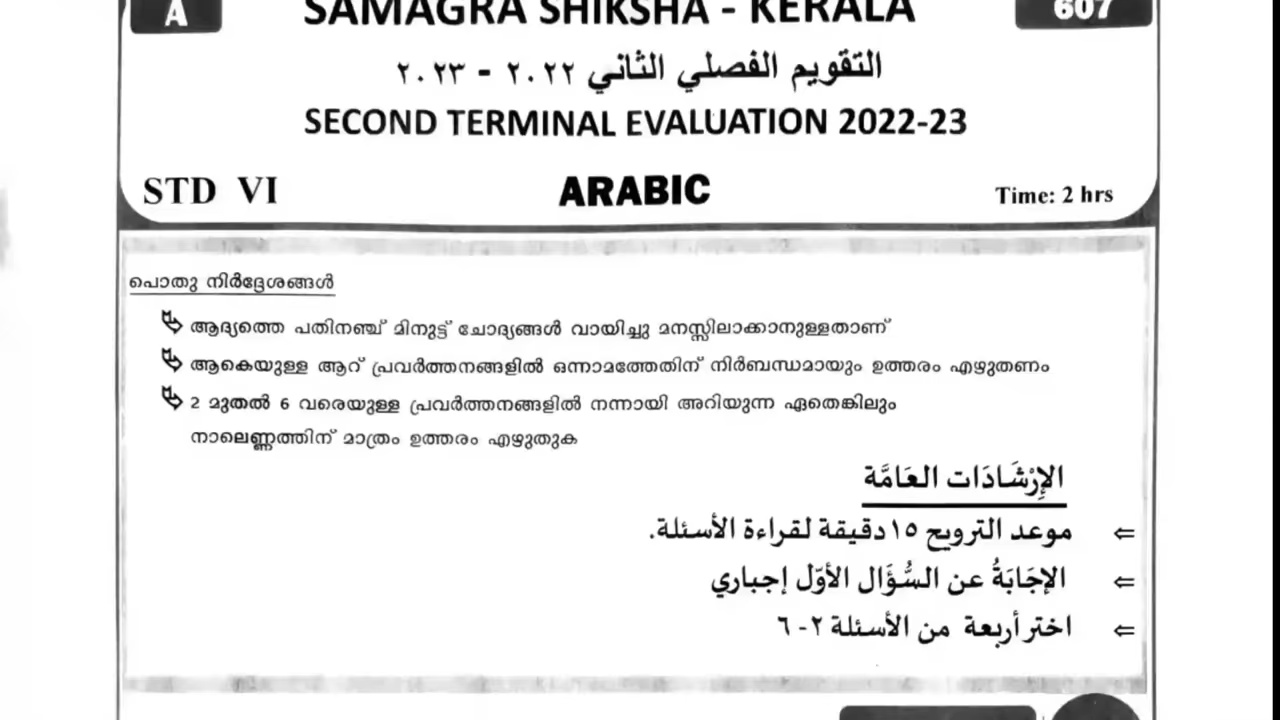 A
SAMAGRA SHIKSHA - KERALA
607
التقويم الفصلي الثاني ٢٠٢٢ - ٢٠٢٣
SECOND TERMINAL EVALUATION 2022-23
STD VI
ARABIC
Time: 2 hrs
പൊതു നിർദ്ദേശങ്ങൾ
ആദ്യത്തെ പതിനഞ്ച് മിനുട്ട് ചോദ്യങ്ങൾ വായിച്ചു മനസ്സിലാക്കാനുള്ളതാണ്
ആകെയുള്ള ആറ് പ്രവർത്തനങ്ങളിൽ ഒന്നാമത്തേതിന് നിർബന്ധമായും ഉത്തരം എഴുതണം
2 മുതൽ 6 വരെയുള്ള പ്രവർത്തനങ്ങളിൽ നന്നായി അറിയുന്ന ഏതെങ്കിലും
നാലെണ്ണത്തിന് മാത്രം ഉത്തരം എഴുതുക
الإِرْشَادَات العَامَّة
⇐ موعد الترويح ١٥ دقيقة لقراءة الأسئلة.
⇐ الإجَابَةُ عن السُّؤَال الأوّل إجباري
⇐ اختر أربعة من الأسئلة ٢- ٦